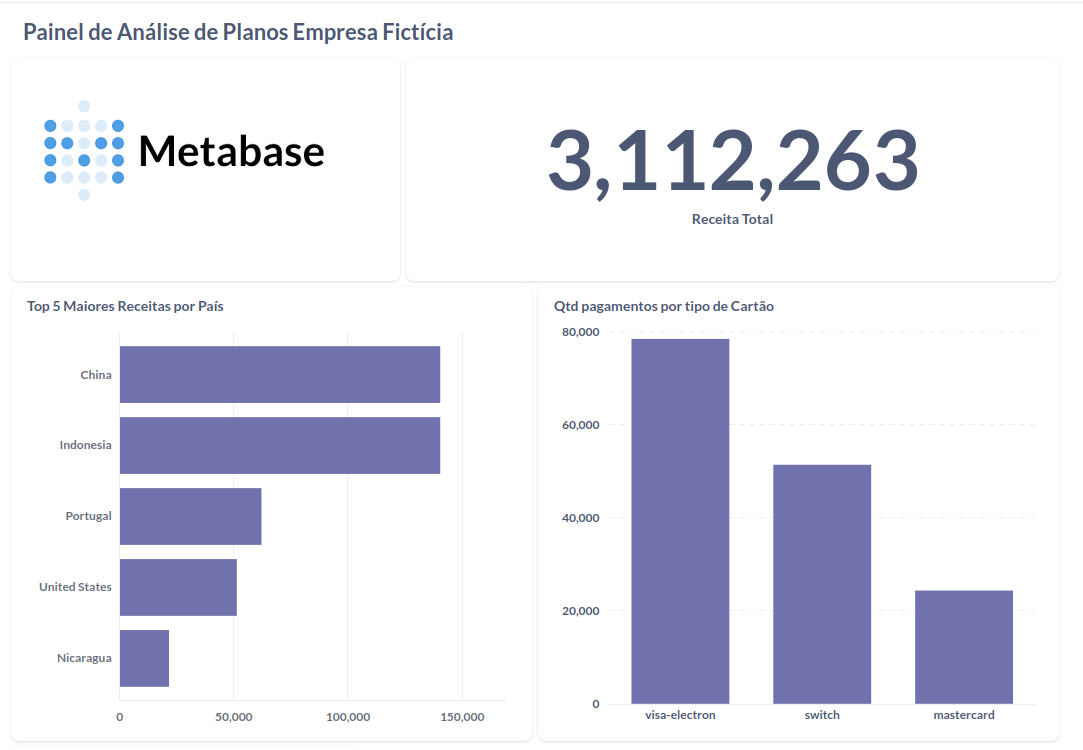 Painel de Análise de Planos Empresa Fictícia
Metabase
3,112,263
Receita Total
Top 5 Maiores Receitas por País
China
Indonesia
Portugal
United States
Nicaragua
0
50,000
100,000
150,000
Qtd pagamentos por tipo de Cartão
80,000
60,000
40,000
20,000
0
visa-electron
switch
mastercard